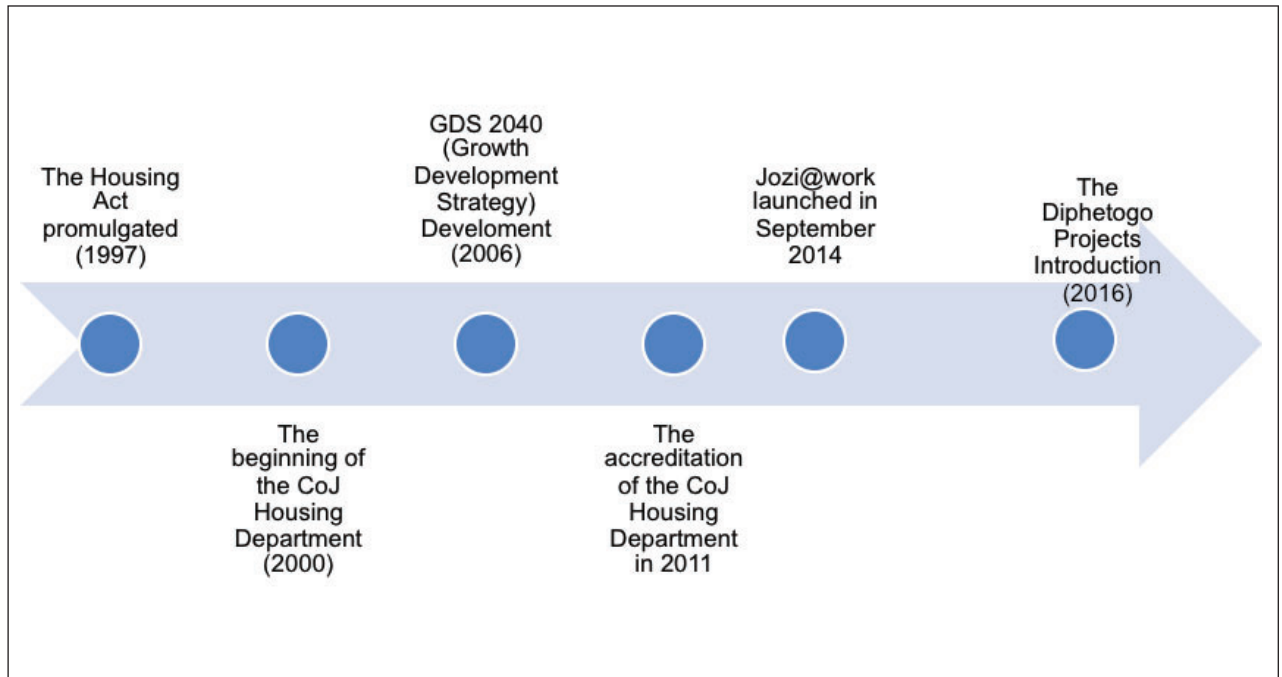 The Housing
Act
promulgated
(1997)
The
beginning of
the CoJ
Housing
Department
(2000)
GDS 2040
(Growth
Development
Strategy)
Develoment
(2006)
The
accreditation
of the CoJ
Housing
Department
in 2011
Jozi@work
launched in
September
2014
The
Diphetogo
Projects
Introduction
(2016)